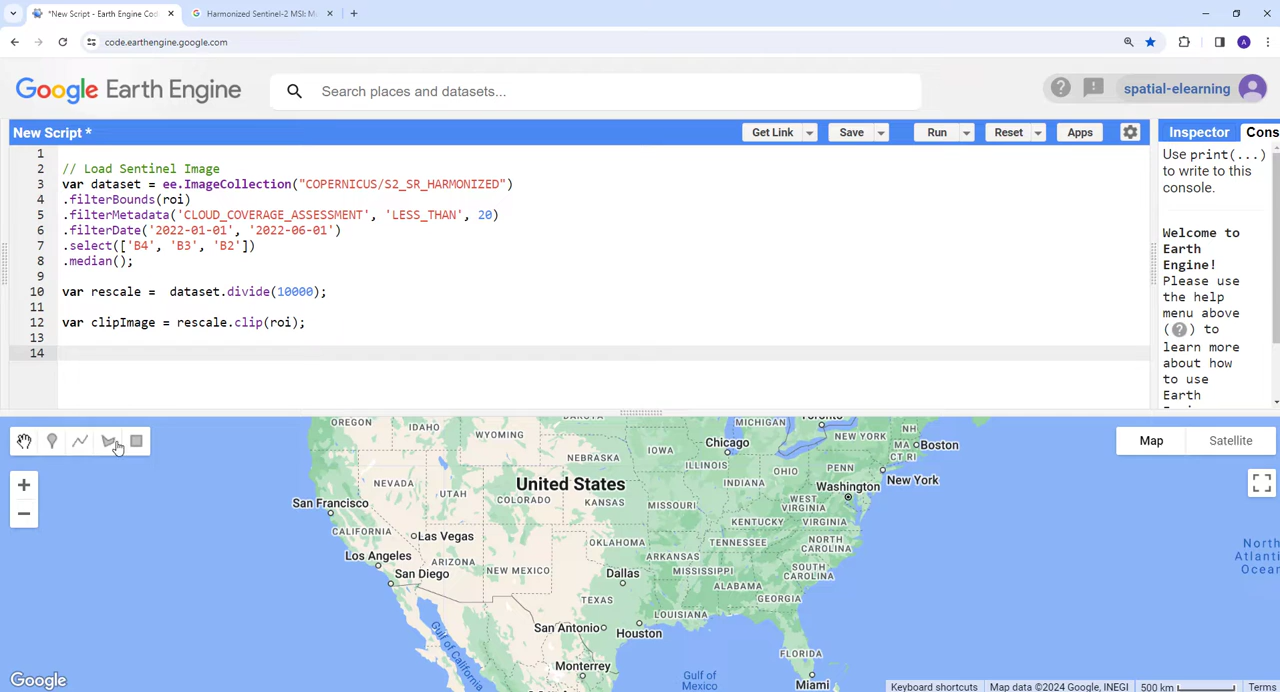 *New Script - Earth Engine Cod
Harmonized Sentinel-2 MSI: M
code.earthengine.google.com
Google Earth Engine
Search places and datasets...
spatial-elearning
New Script *
Get Link
Save
Run
Reset
Apps
Inspector
Cons
1
2 // Load Sentinel Image
3 var dataset = ee.ImageCollection("COPERNICUS/S2_SR_HARMONIZED")
4 .filterBounds(roi)
5 .filterMetadata('CLOUD_COVERAGE_ASSESSMENT', 'LESS_THAN', 20)
6 .filterDate('2022-01-01', '2022-06-01')
7 .select(['B4', 'B3', 'B2'])
8 .median();
9
10 var rescale =  dataset.divide(10000);
11
12 var clipImage = rescale.clip(roi);
13
14
Use print(...)
to write to this
console.
Welcome to
Earth
Engine!
Please use
the help
menu above
(?) to
learn more
about how
to use
Earth
Map
Satellite
OREGON
IDAHO
WYOMING
NEBRASKA
IOWA
Chicago
MICHIGAN
Toronto
NEW YORK
NH
MA
CT RI
Boston
New York
PENN
OHIO
INDIANA
ILLINOIS
Washington
NEVADA
UTAH
United States
COLORADO
KANSAS
MISSOURI
WEST
VIRGINIA
VIRGINIA
KENTUCKY
San Francisco
CALIFORNIA
Las Vegas
Los Angeles
ARIZONA
San Diego
NEW MEXICO
OKLAHOMA
ARKANSAS
TENNESSEE
NORTH
CAROLINA
MISSISSIPPI
SOUTH
CAROLINA
ALABAMA
GEORGIA
Dallas
TEXAS
LOUISIANA
San Antonio
Houston
FLORIDA
Gulf of California
Monterrey
Gulf of
Mexico
Miami
North
Atlanti
Ocean
Google
Keyboard shortcuts
Map data ©2024 Google, INEGI
500 km
Terms